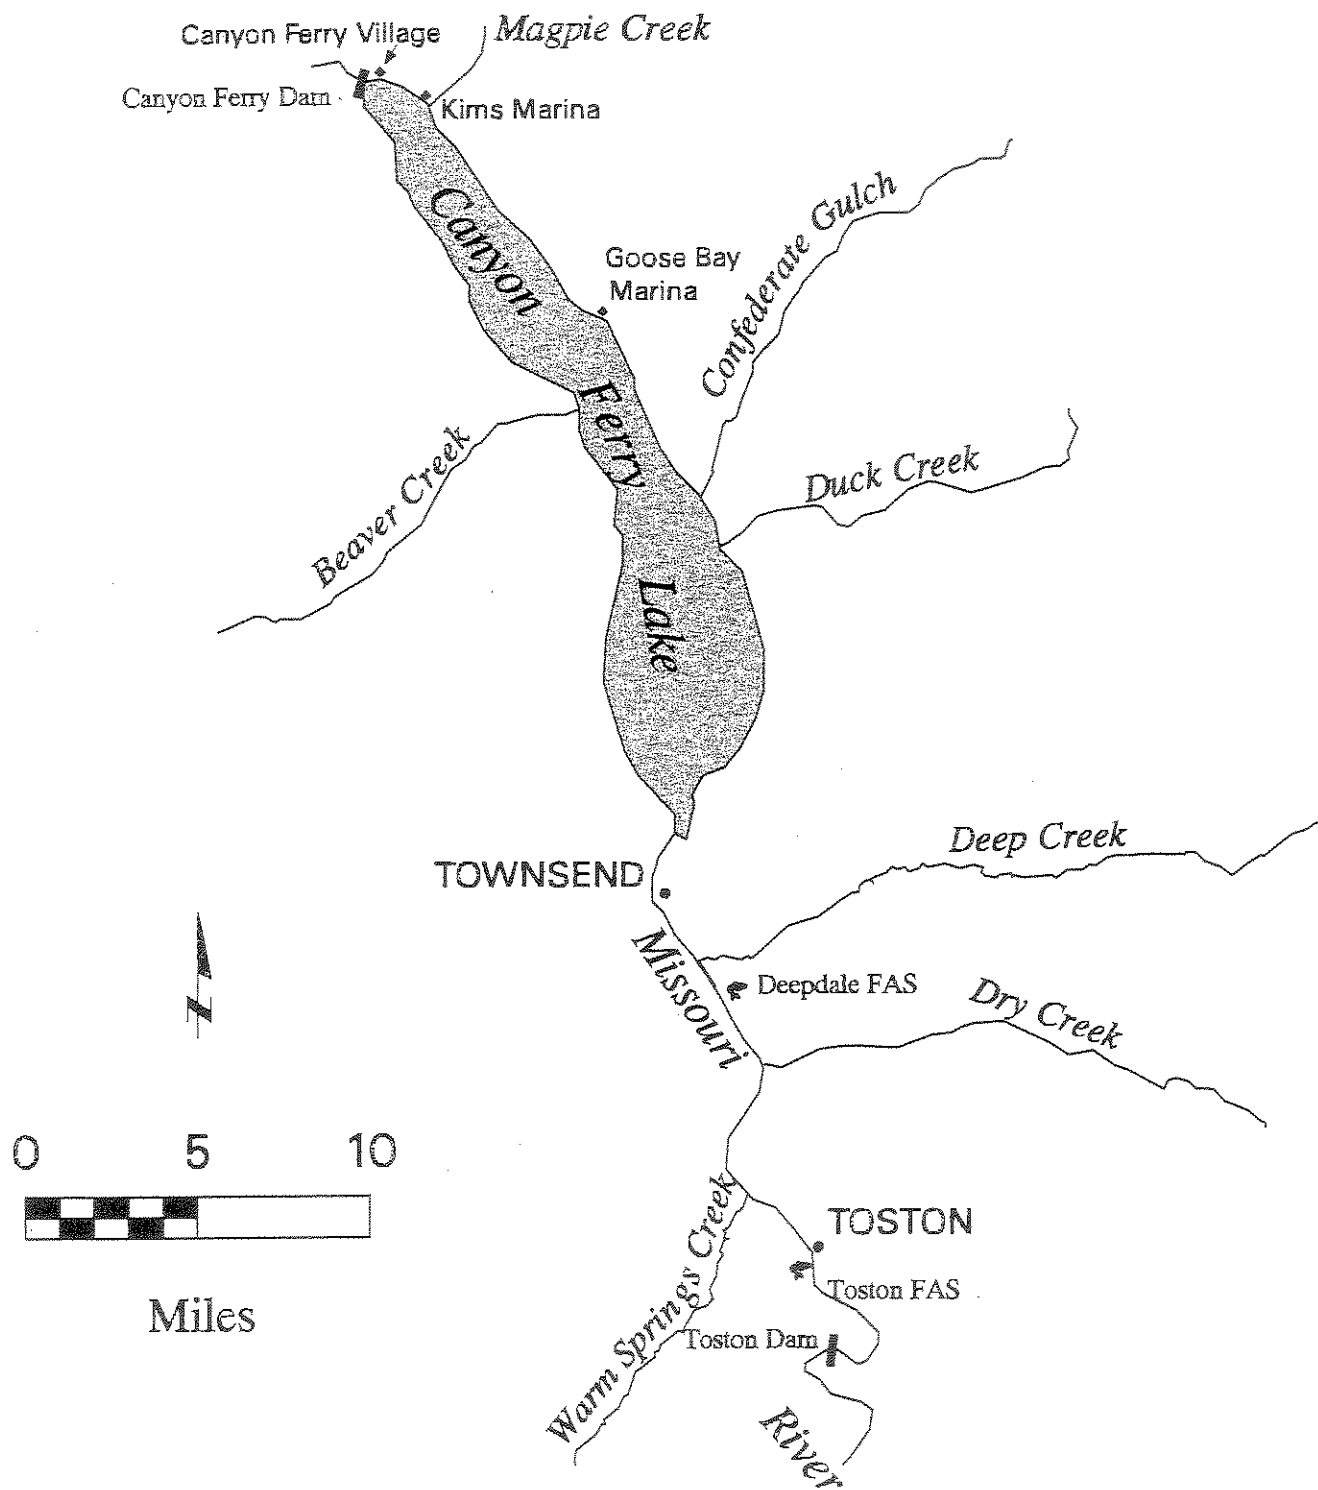 Canyon Ferry Village
Magpie Creek
Canyon Ferry Dam
Kims Marina
Canyon Ferry Lake
Goose Bay
Marina
Confederate Gulch
Duck Creek
Beaver Creek
TOWNSEND
Deep Creek
Missouri River
Deepdale FAS
Dry Creek
N
0 5 10
Miles
Warm Springs Creek
TOSTON
Toston FAS
Toston Dam